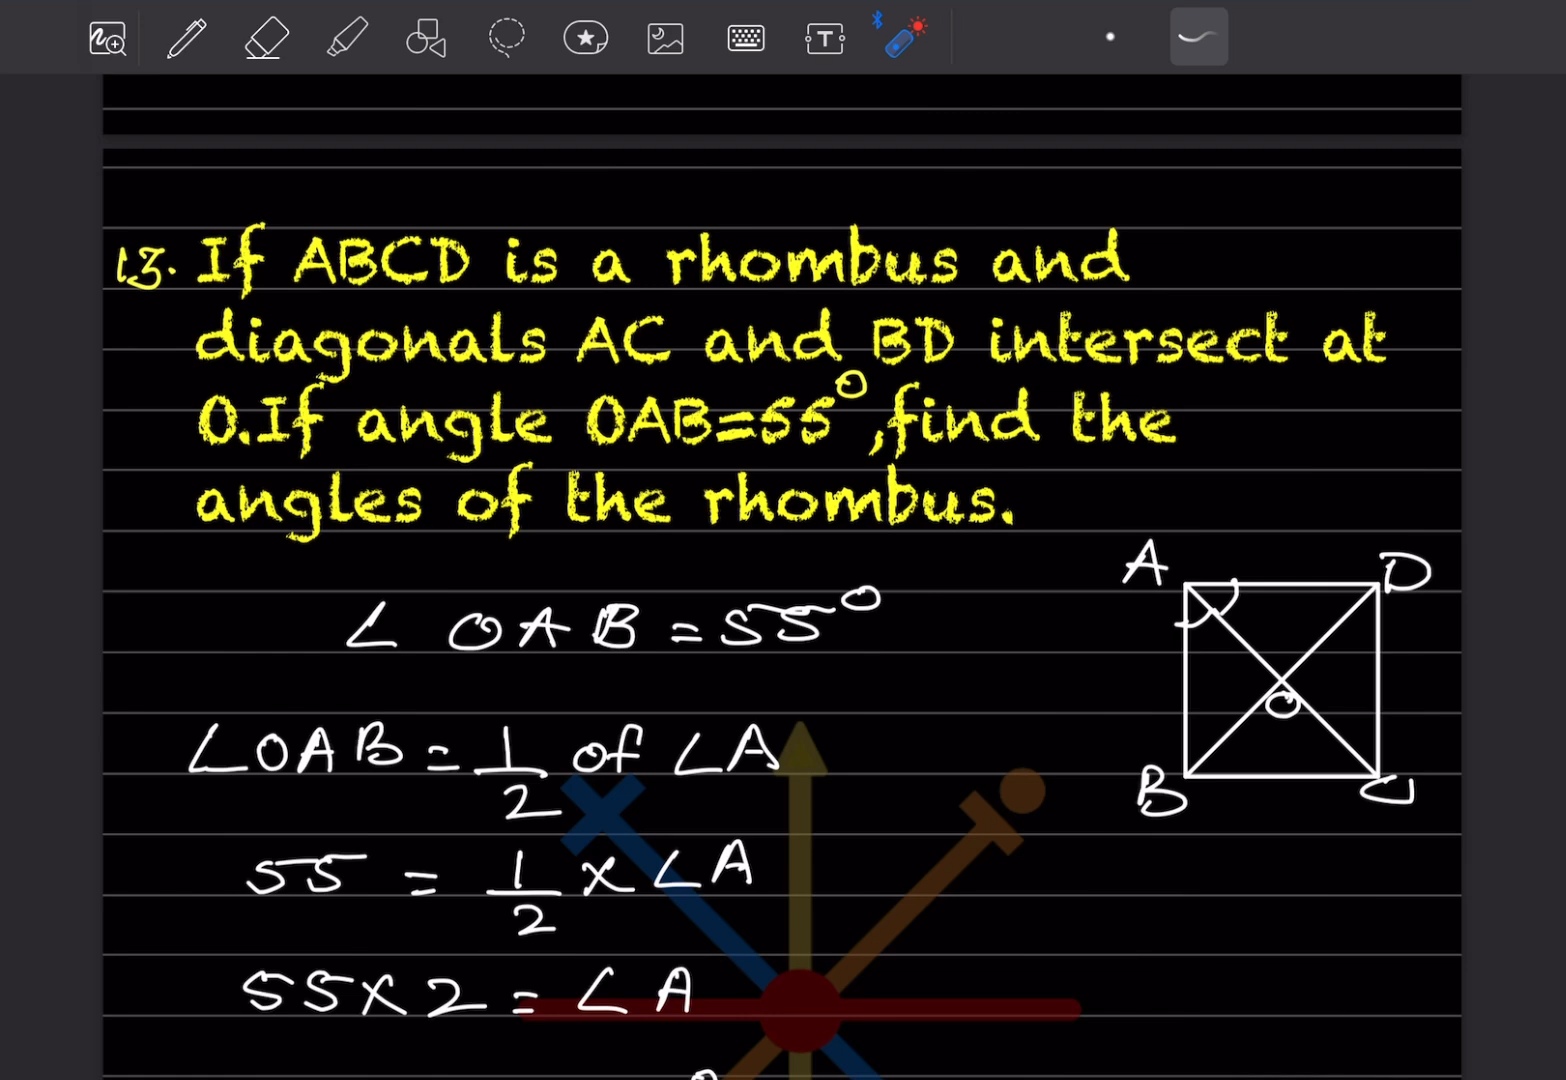 13. If ABCD is a rhombus and
diagonals AC and BD intersect at
O.If angle OAB=55°,find the
angles of the rhombus.
∠ OAB = 55°
∠OAB = 1/2 of ∠A
55 = 1/2 × ∠A
55 × 2 = ∠A
A D
O
B C